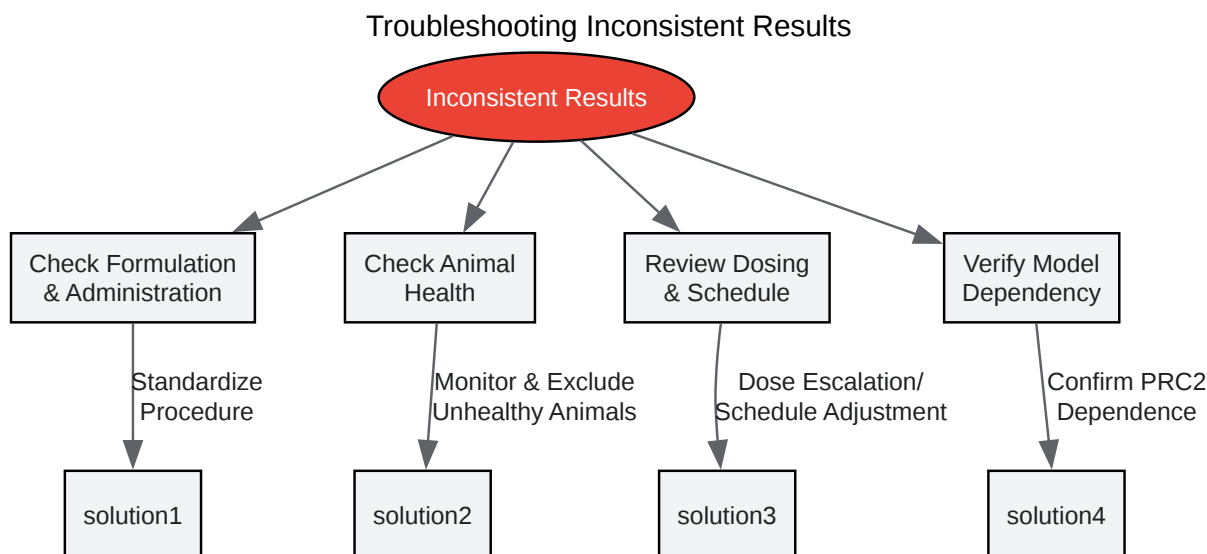 Troubleshooting Inconsistent Results
Inconsistent Results
Check Formulation
& Administration
Check Animal
Health
Review Dosing
& Schedule
Verify Model
Dependency
Standardize
Procedure
Monitor & Exclude
Unhealthy Animals
Dose Escalation/
Schedule Adjustment
Confirm PRC2
Dependence
solution1
solution2
solution3
solution4